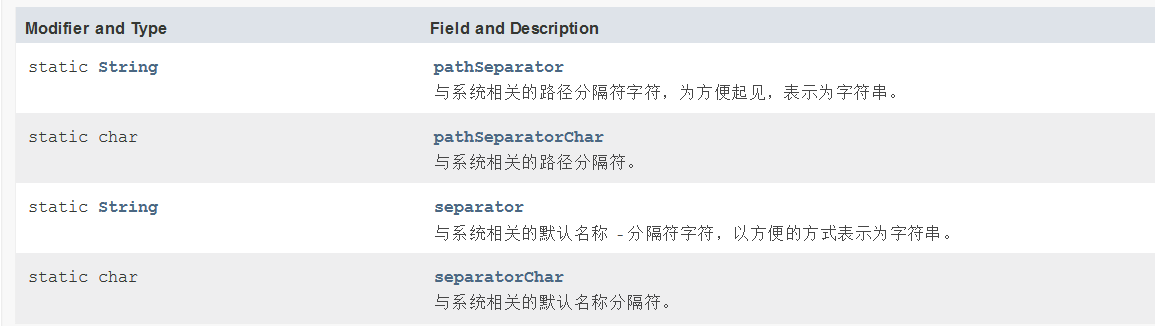 Modifier and Type Field and Description
static String pathSeparator
与系统相关的路径分隔符字符，为方便起见，表示为字符串。
static char pathSeparatorChar
与系统相关的路径分隔符。
static String separator
与系统相关的默认名称 -分隔符字符，以方便的方式表示为字符串。
static char separatorChar
与系统相关的默认名称分隔符。